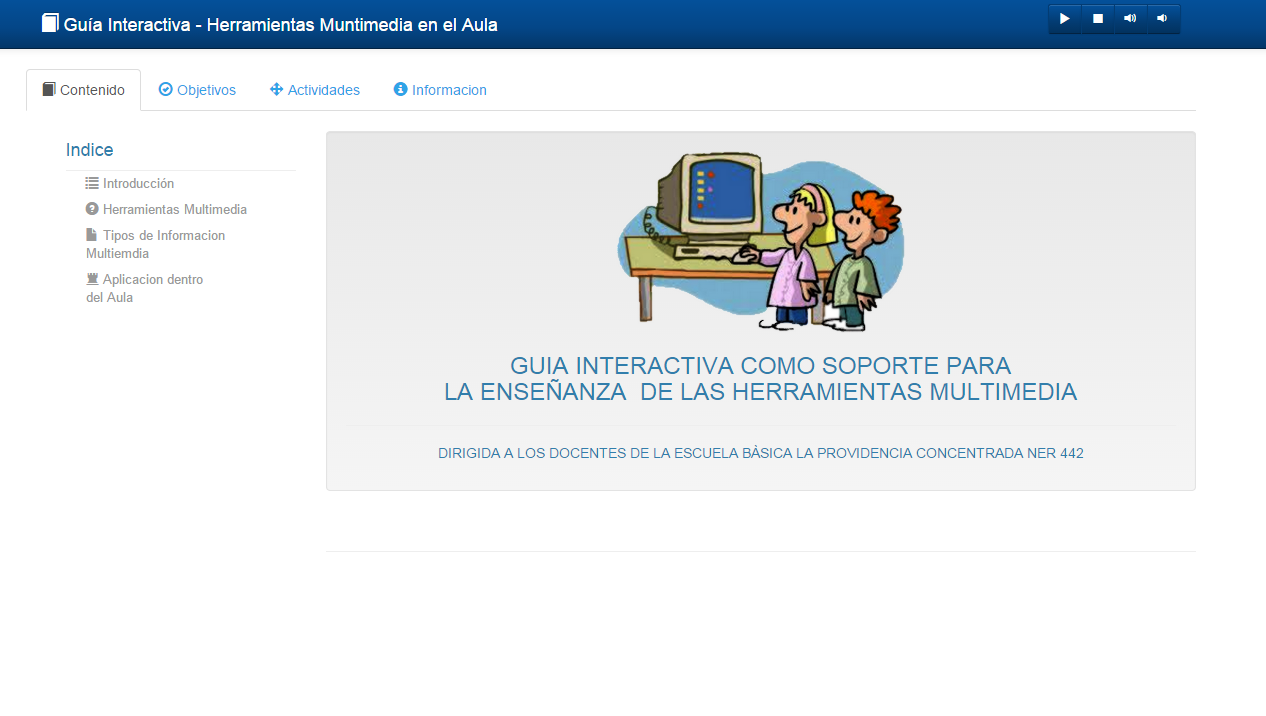 Guía Interactiva - Herramientas Muntimedia en el Aula
Contenido
Objetivos
Actividades
Informacion
Indice
Introducción
Herramientas Multimedia
Tipos de Informacion
Multiemdia
Aplicacion dentro
del Aula
GUIA INTERACTIVA COMO SOPORTE PARA
LA ENSEÑANZA DE LAS HERRAMIENTAS MULTIMEDIA
DIRIGIDA A LOS DOCENTES DE LA ESCUELA BÀSICA LA PROVIDENCIA CONCENTRADA NER 442